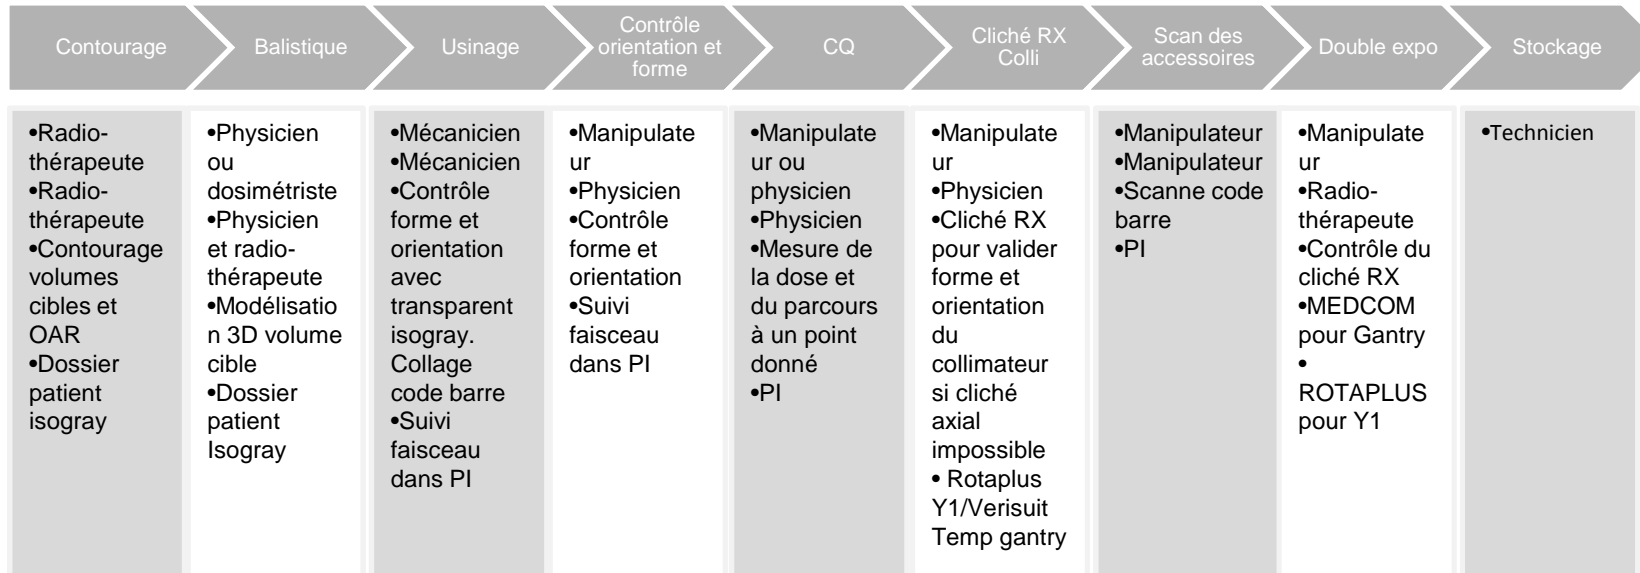 Contourage
Balistique
Usinage
Contrôle
orientation et
forme
CQ
Cliché RX
Colli
Scan des
accessoires
Double expo
Stockage
•Radio-
thérapeute
•Radio-
thérapeute
•Contourage
volumes
cibles et
OAR
•Dossier
patient
isogray
•Physicien
ou
dosimétriste
•Physicien
et radio-
thérapeute
•Modélisatio
n 3D volume
cible
•Dossier
patient
Isogray
•Mécanicien
•Mécanicien
•Contrôle
forme et
orientation
avec
transparent
isogray.
Collage
code barre
•Suivi
faisceau
dans PI
•Manipulate
ur
•Physicien
•Contrôle
forme et
orientation
•Suivi
faisceau
dans PI
•Manipulate
ur ou
physicien
•Physicien
•Mesure de
la dose et
du parcours
à un point
donné
•PI
•Manipulate
ur
•Physicien
•Cliché RX
pour valider
forme et
orientation
du
collimateur
si cliché
axial
impossible
• Rotaplus
Y1/Verisuit
Temp gantry
•Manipulateur
•Manipulateur
•Scanne code
barre
•PI
•Manipulate
ur
•Radio-
thérapeute
•Contrôle du
cliché RX
•MEDCOM
pour Gantry
•
ROTAPLUS
pour Y1
•Technicien